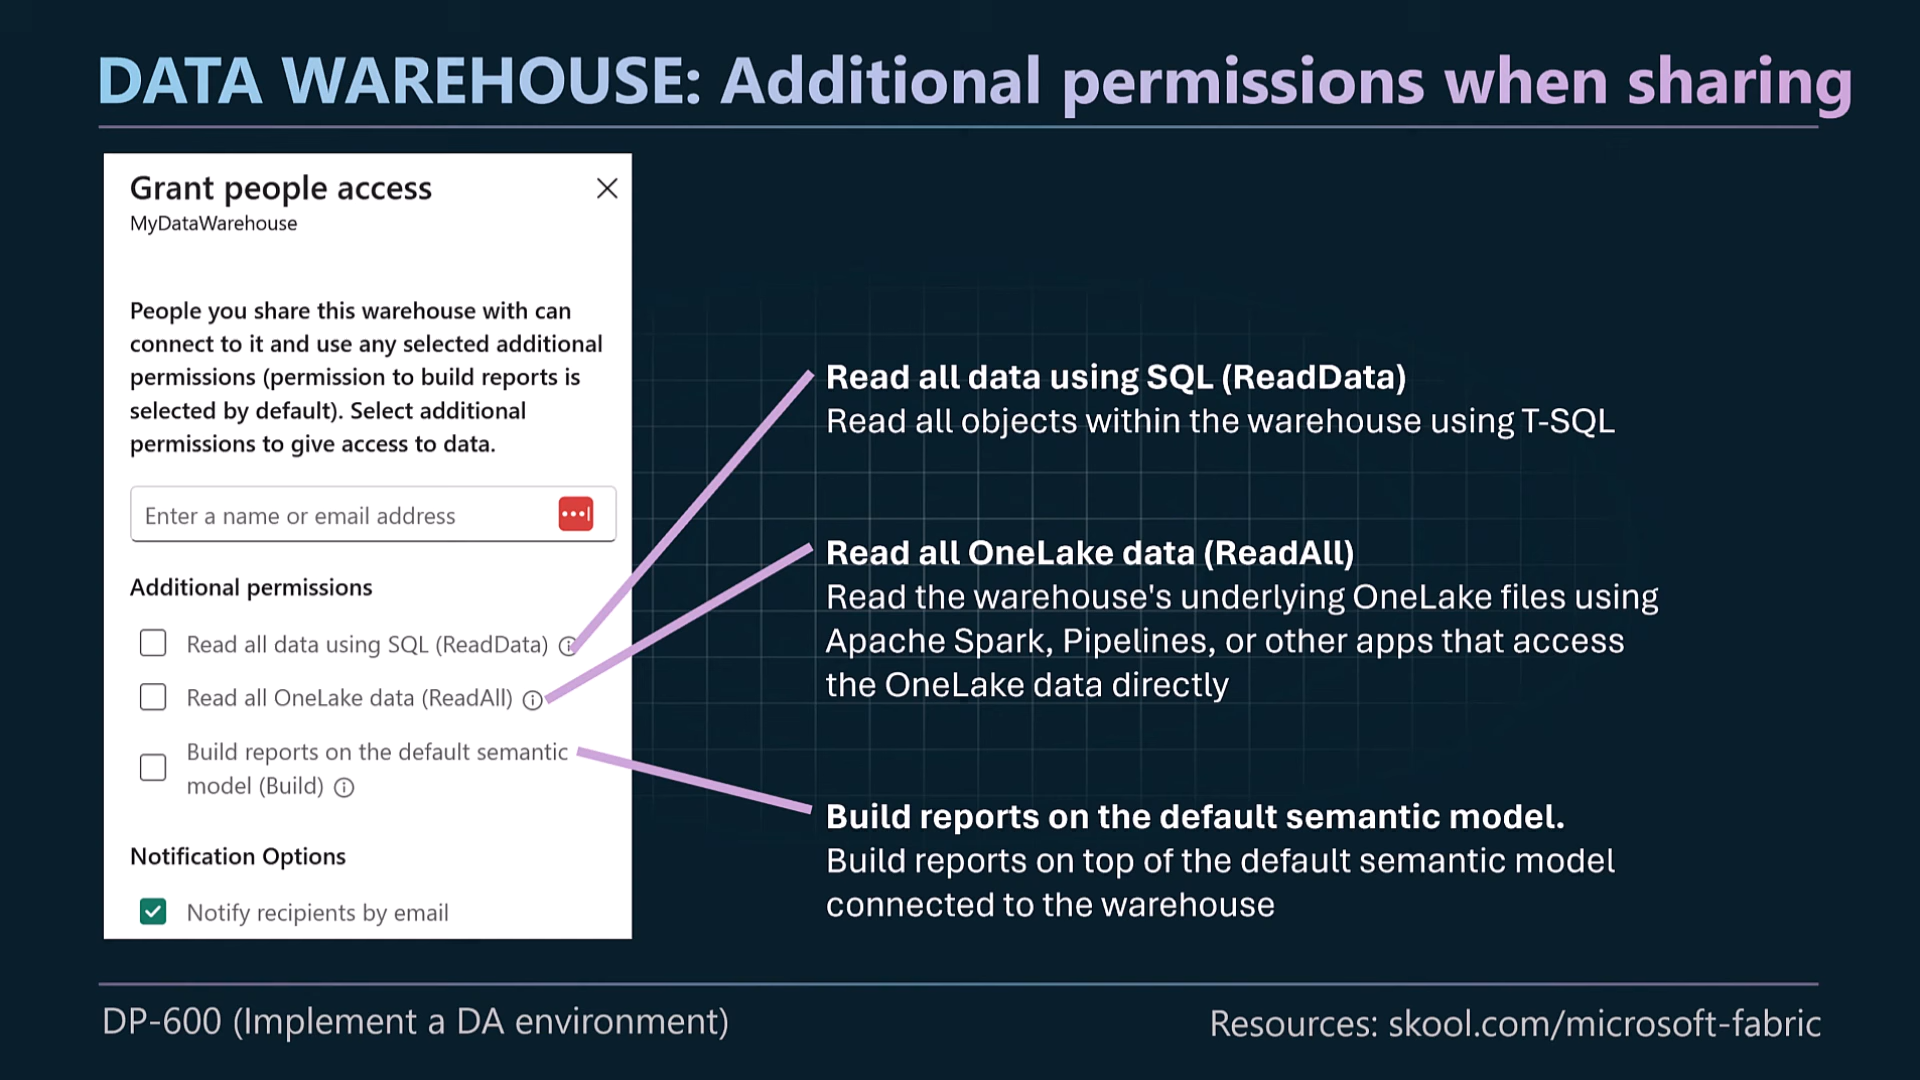 DATA WAREHOUSE: Additional permissions when sharing
Grant people access
MyDataWarehouse
People you share this warehouse with can
connect to it and use any selected additional
permissions (permission to build reports is
selected by default). Select additional
permissions to give access to data.
Enter a name or email address
Additional permissions
Read all data using SQL (ReadData)
Read all OneLake data (ReadAll)
Build reports on the default semantic
model (Build)
Notification Options
Notify recipients by email
Read all data using SQL (ReadData)
Read all objects within the warehouse using T-SQL
Read all OneLake data (ReadAll)
Read the warehouse's underlying OneLake files using
Apache Spark, Pipelines, or other apps that access
the OneLake data directly
Build reports on the default semantic model.
Build reports on top of the default semantic model
connected to the warehouse
DP-600 (Implement a DA environment)
Resources: skool.com/microsoft-fabric